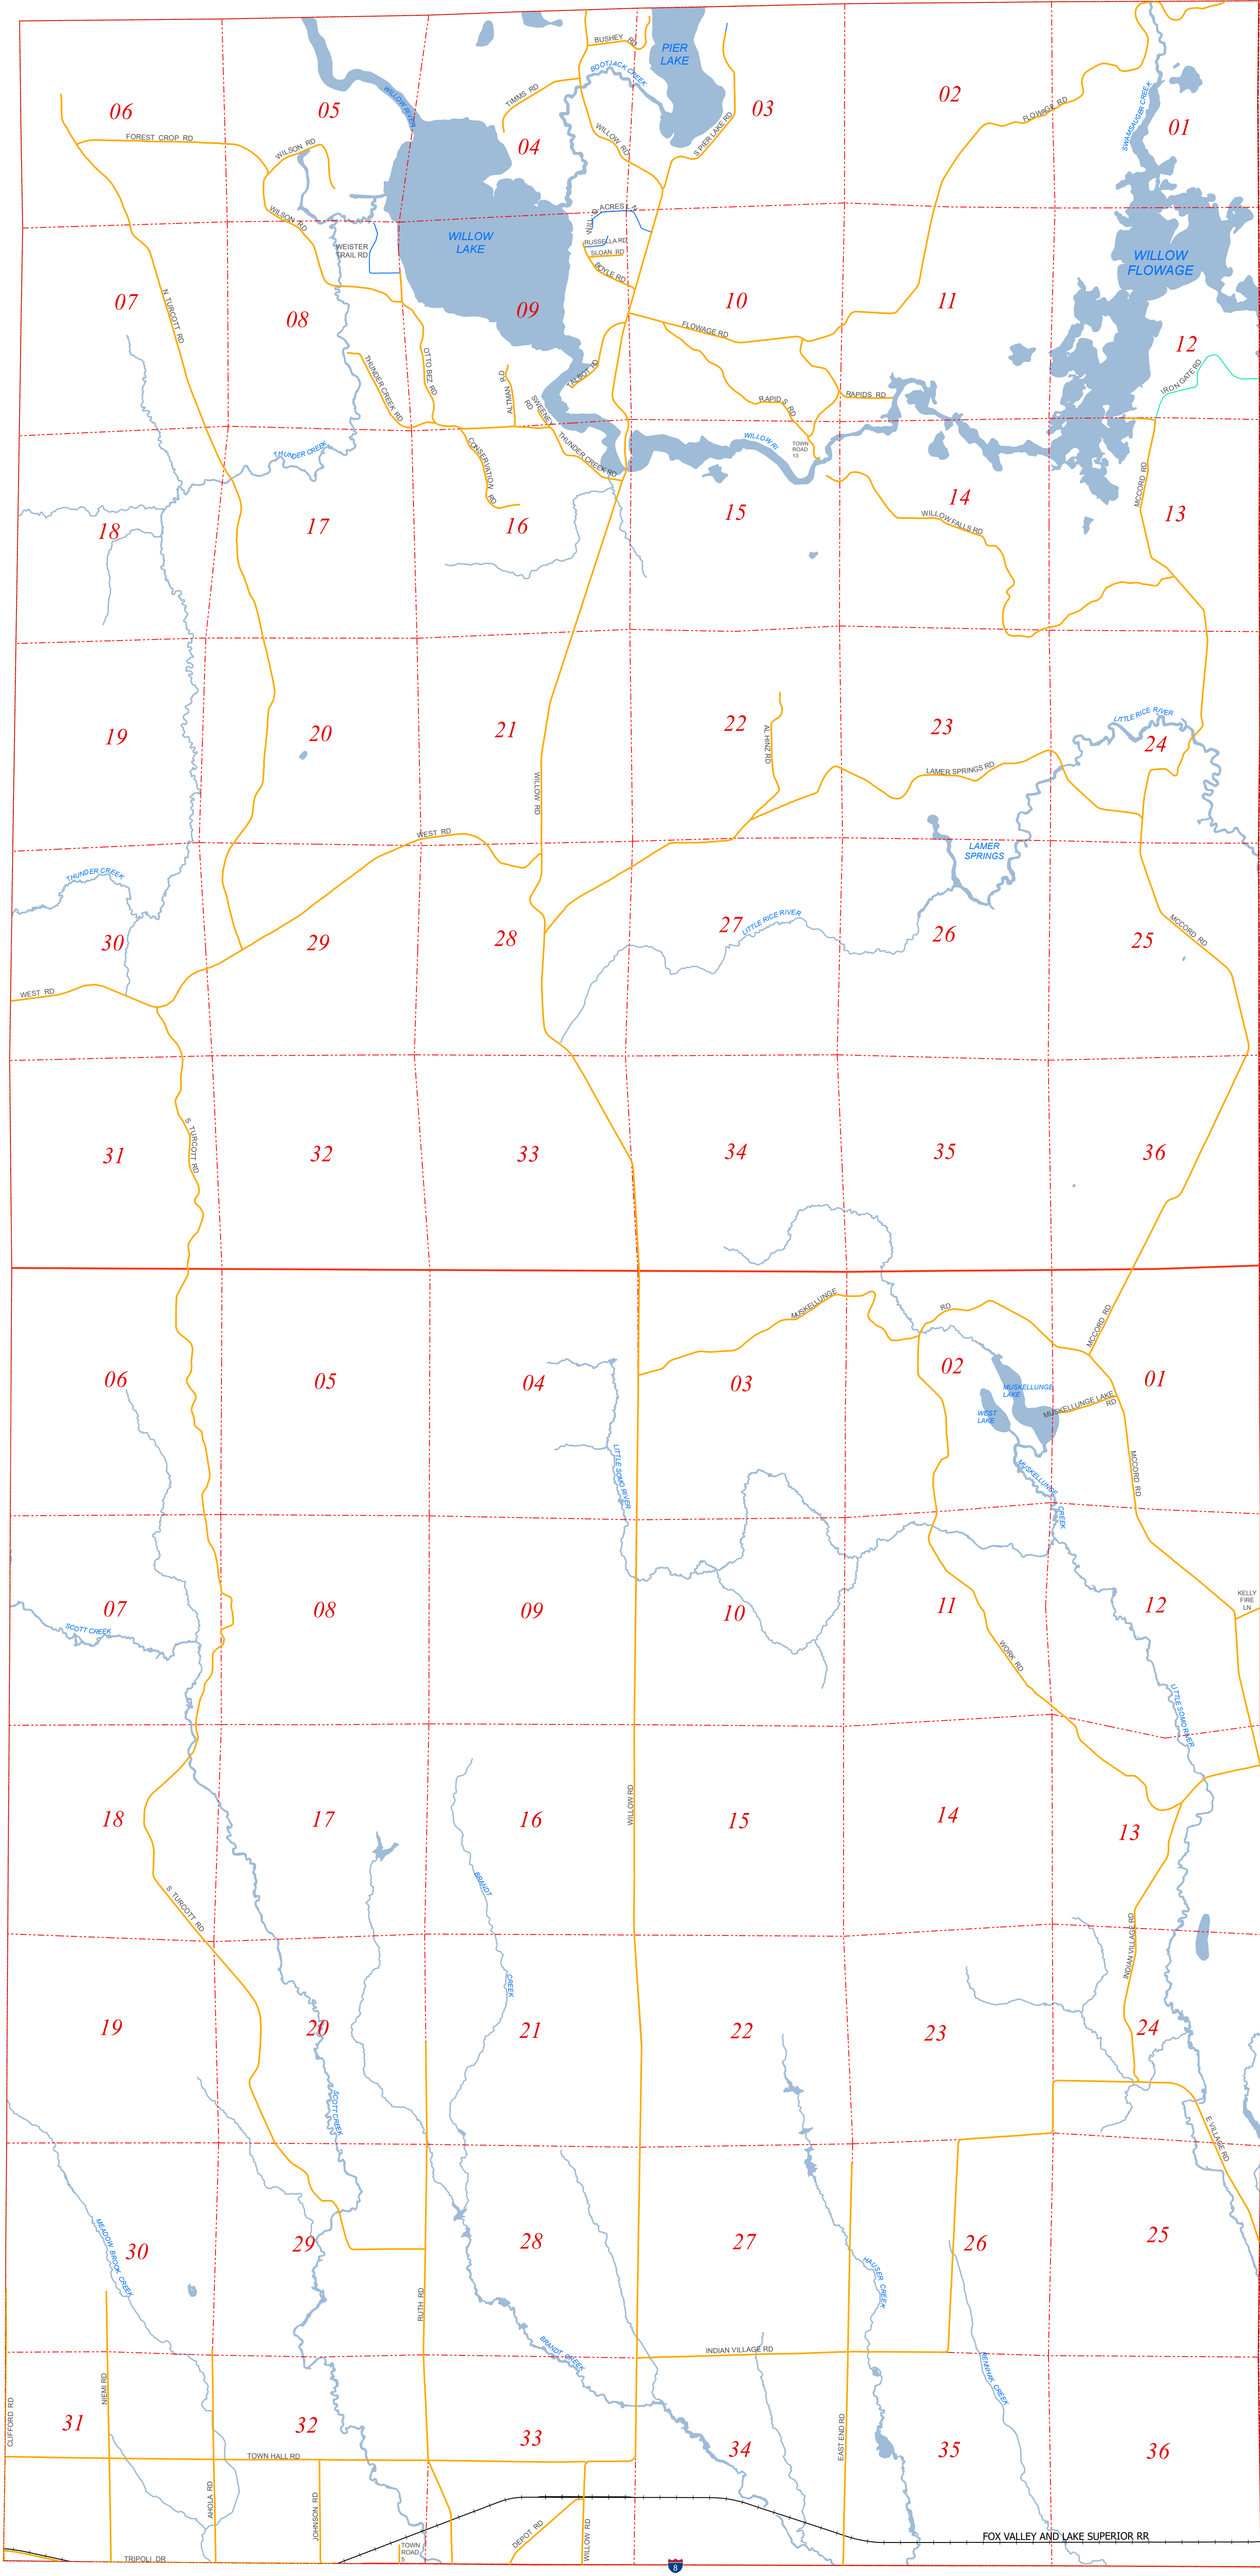 BUSHEY RD
PIER
LAKE
BOOTJACK CREEK
TIMMS RD
WILLOW RIVER
06
05
04
03
02
01
FLOWAGE RD
SWAMSAUGER CREEK
FOREST CROP RD
WILSON RD
WILLOW RD
S PIER LAKE RD
WILSON RD
WILD ACRES LN
WEISTER
TRAIL RD
WILLOW
LAKE
RUSSELLA RD
SLOAN RD
BOYLE RD
WILLOW
FLOWAGE
07
08
09
10
11
12
N TURCOTT RD
FLOWAGE RD
OTTO BEZ RD
THUNDER CREEK RD
ALTMAN RD
TALBOT RD
IRON GATE RD
SWEENEY
RD
RAPIDS RD
RAPIDS RD
THUNDER CREEK
CONSERVATION RD
THUNDER CREEK RD
WILLOW RI
TOWN
ROAD
13
MCCORD RD
18
17
16
15
14
13
WILLOW FALLS RD
19
20
21
22
23
24
AL HINZ RD
LITTLE RICE RIVER
LAMER SPRINGS RD
WILLOW RD
WEST RD
LAMER
SPRINGS
THUNDER CREEK
LITTLE RICE RIVER
30
29
28
27
26
25
MCCORD RD
WEST RD
S TURCOTT RD
31
32
33
34
35
36
MUSKELLUNGE
RD
MCCORD RD
06
05
04
03
02
01
MUSKELLUNGE
LAKE
WEST
LAKE
MUSKELLUNGE LAKE
RD
LITTLE SOMO RIVER
MUSKELLUNGE
CREEK
MCCORD RD
KELLY
FIRE
LN
07
08
09
10
11
12
SCOTT CREEK
WORK RD
LITTLE SOMO RIVER
WILLOW RD
18
17
16
15
14
13
BRANDT
CREEK
S TURCOTT RD
INDIAN VILLAGE RD
19
20
21
22
23
24
SCOTT CREEK
E VILLAGE RD
MEADOW BROOK CREEK
30
29
28
27
26
25
HAUSER CREEK
RUTH RD
BRANDT CREEK
INDIAN VILLAGE RD
NIEMI RD
CLIFFORD RD
31
32
33
34
35
36
EAST END RD
TOWN HALL RD
AHOLA RD
JOHNSON RD
TOWN
ROAD
5
DEPOT RD
WILLOW RD
FOX VALLEY AND LAKE SUPERIOR RR
TRIPOLI DR
8